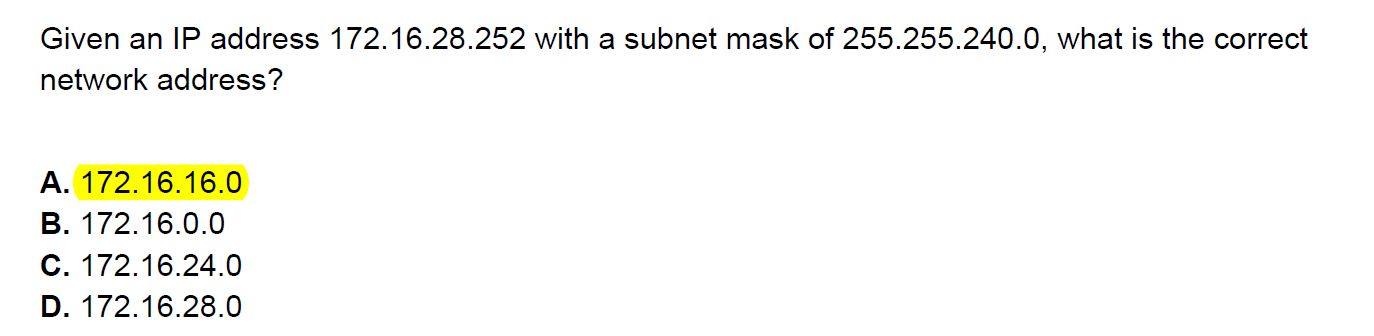 Given an IP address 172.16.28.252 with a subnet mask of 255.255.240.0, what is the correct
network address?
A. 172.16.16.0
B. 172.16.0.0
C. 172.16.24.0
D. 172.16.28.0